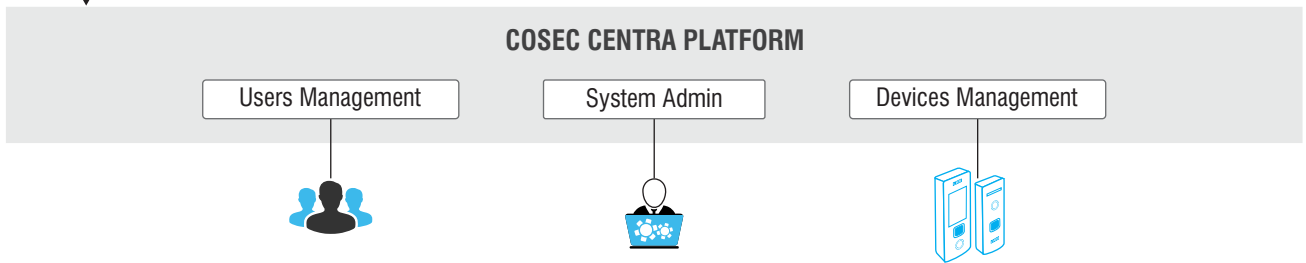 COSEC CENTRA PLATFORM
Users Management
System Admin
Devices Management